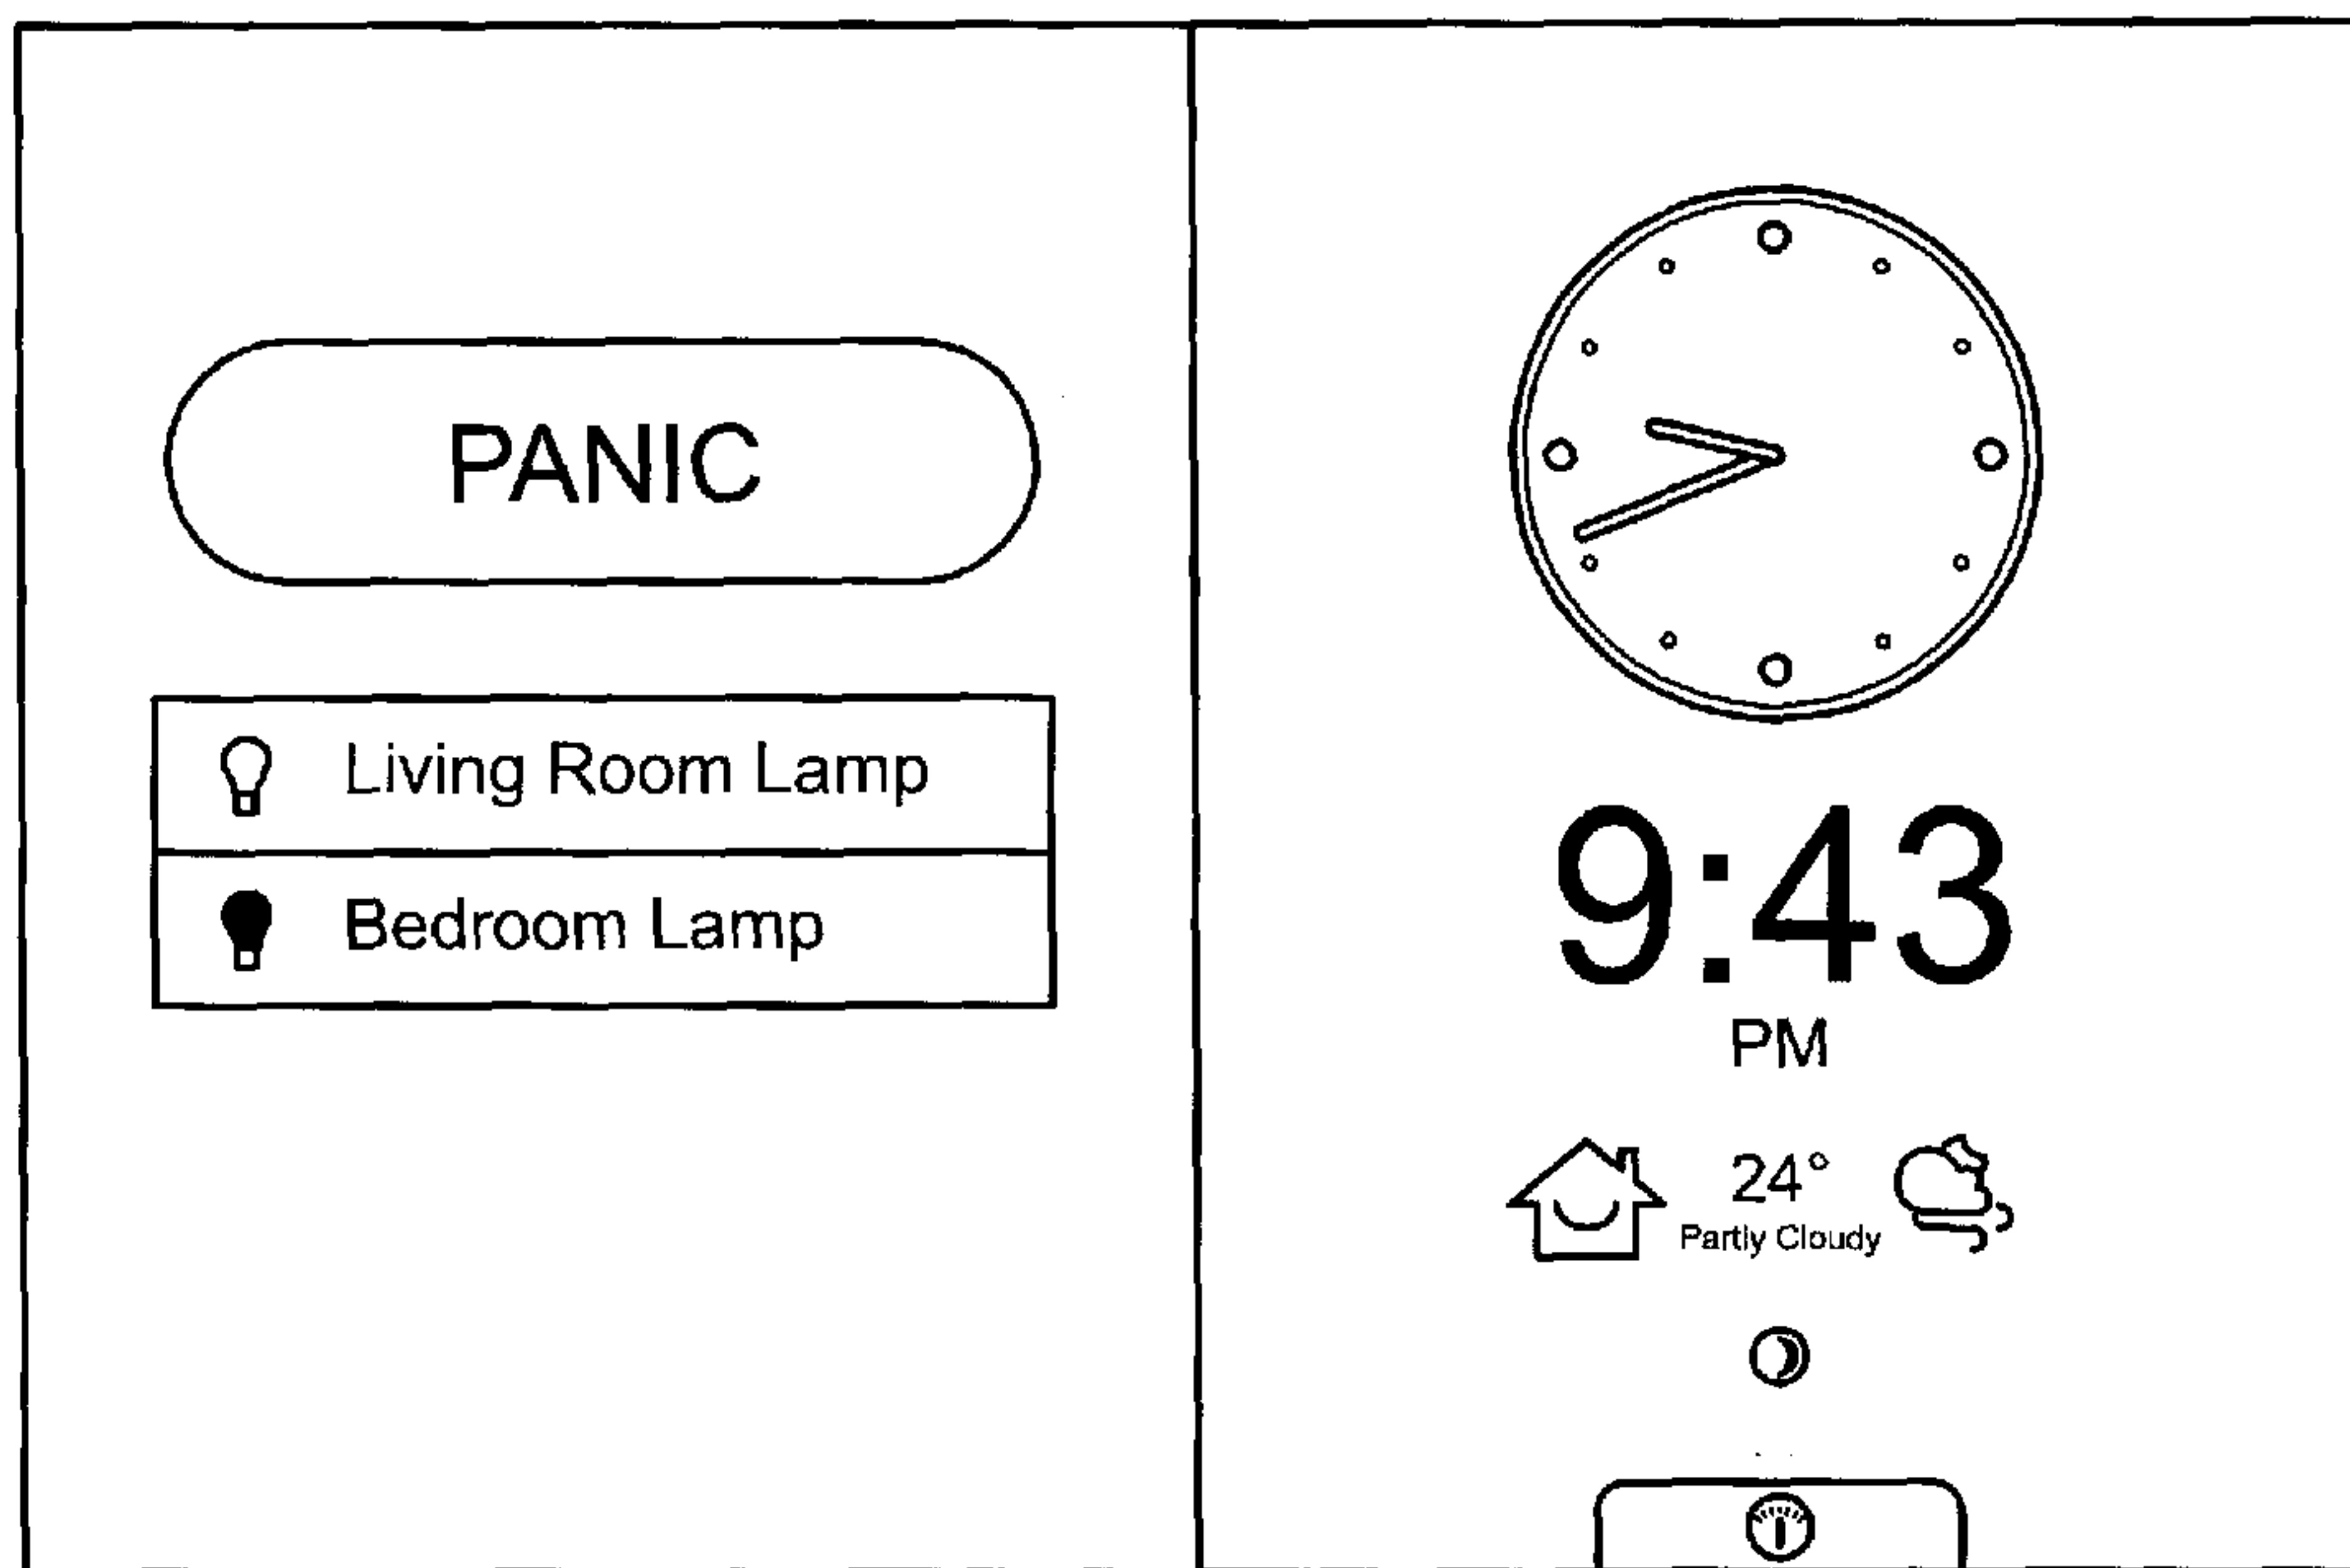 PANIC
Living Room Lamp
Bedroom Lamp
9:43
PM
24°
Partly Cloudy